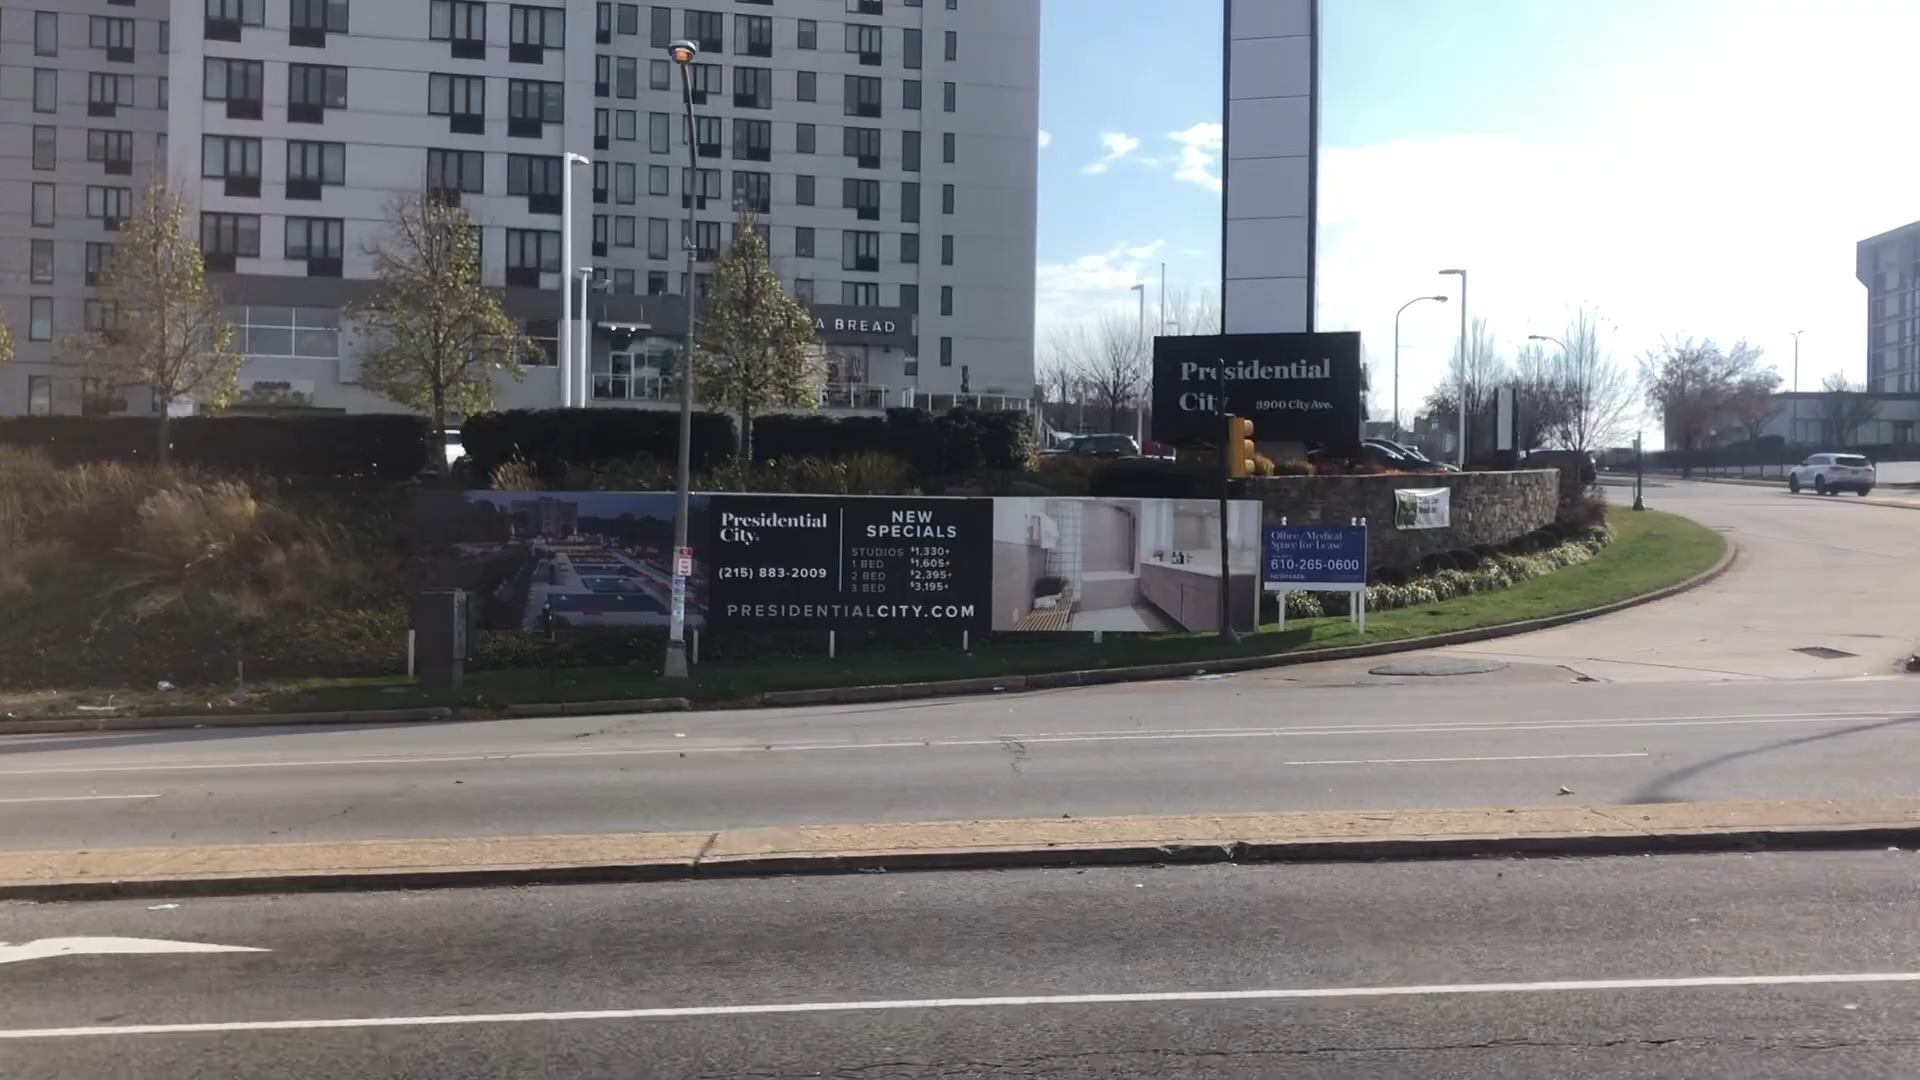 BREAD
Presidential
City
3900 City Ave.
Presidential
City
(215) 883-2009
NEW
SPECIALS
STUDIOS $1,330+
1 BED $1,605+
2 BED $2,395+
3 BED $3,195+
PRESIDENTIALCITY.COM
Office/Medical
Space for Lease
610-265-0600
NEWMARK